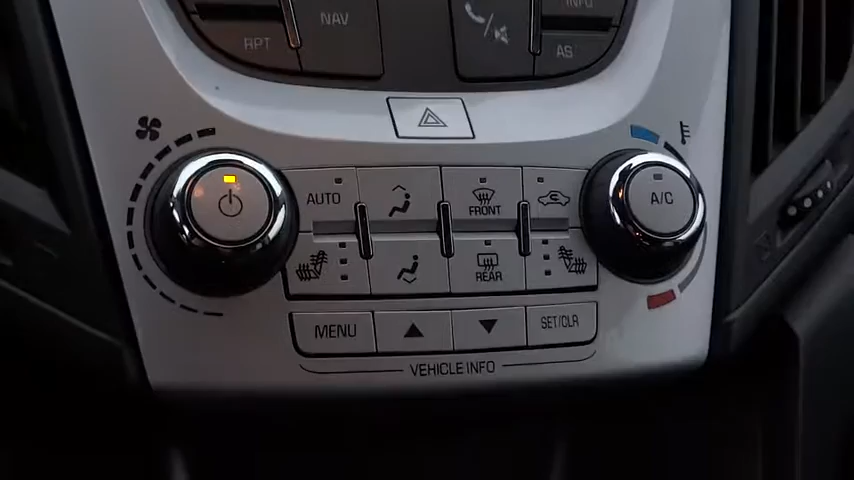 NAV
INFO
RPT
AS
AUTO
FRONT
A/C
REAR
MENU
SET/CLR
VEHICLE INFO